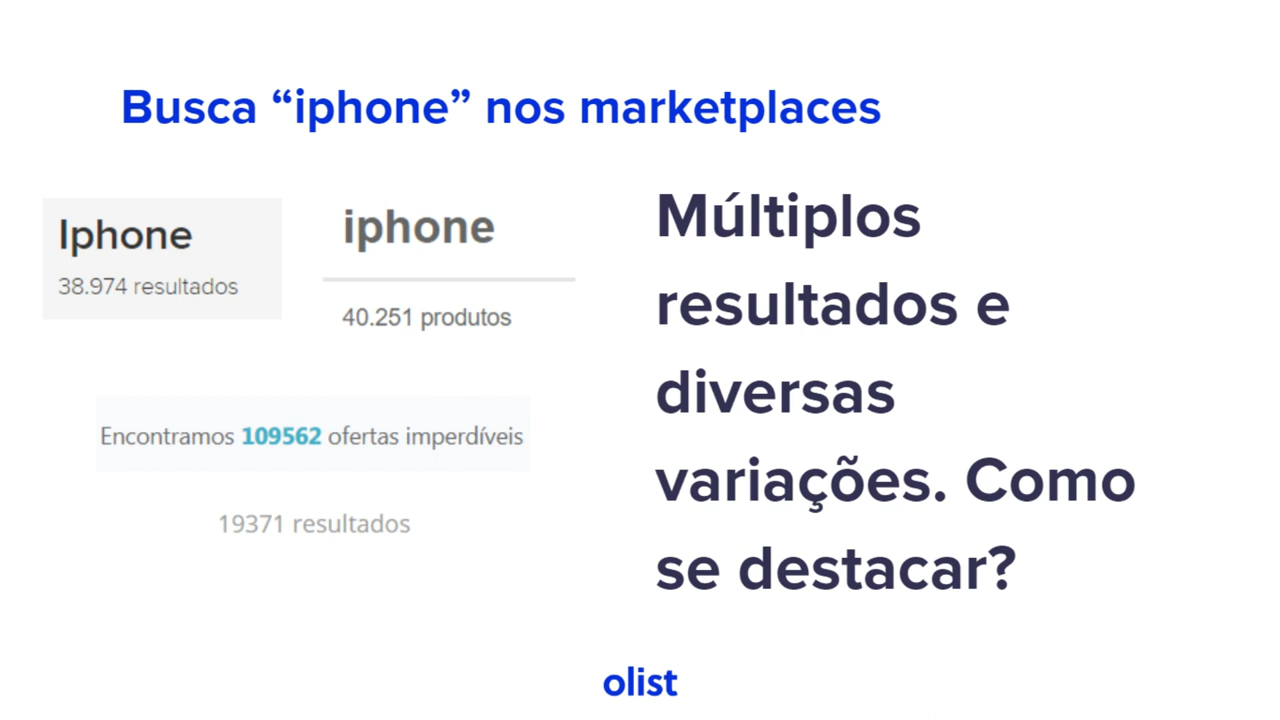 Busca “iphone” nos marketplaces
Iphone
38.974 resultados
iphone
40.251 produtos
Encontramos 109562 ofertas imperdíveis
19371 resultados
Múltiplos
resultados e
diversas
variações. Como
se destacar?
olist